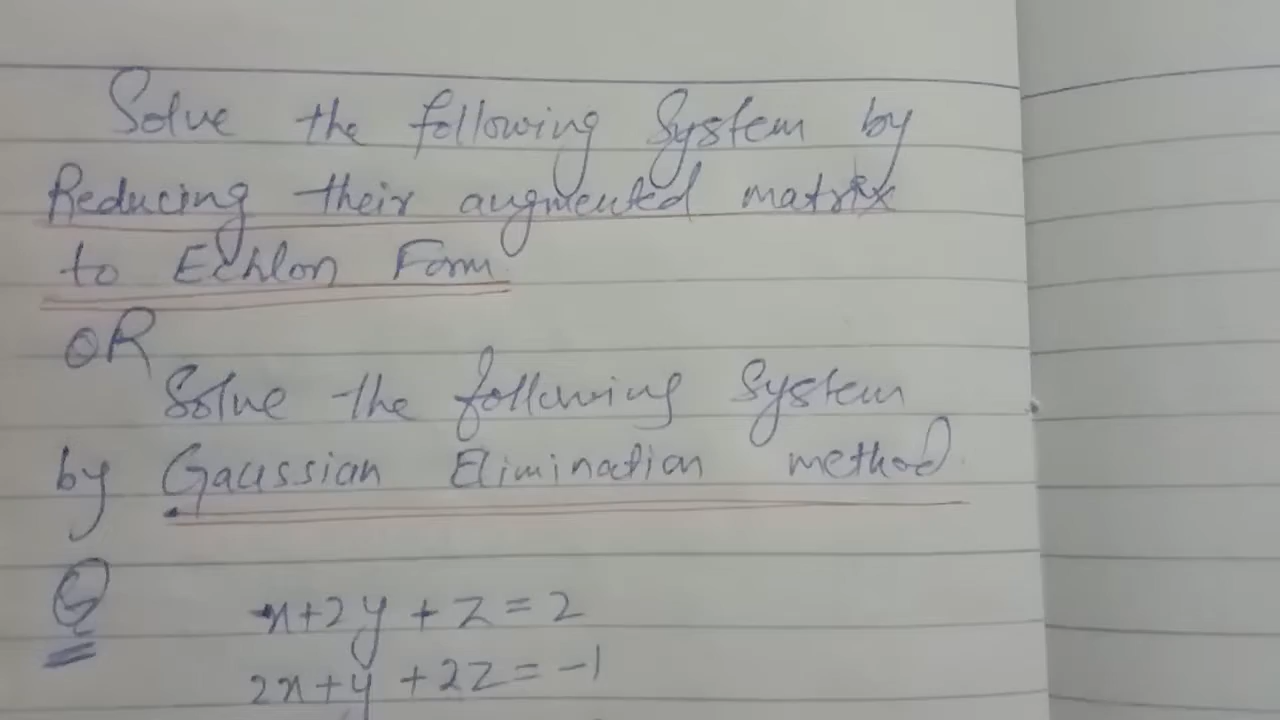 Solve the following System by
Reducing their augmented matrix
to Echlon Form
OR
Solve the following System
by Gaussian Elimination method.
Q x+2y+z=2
2x+y+2z=-1